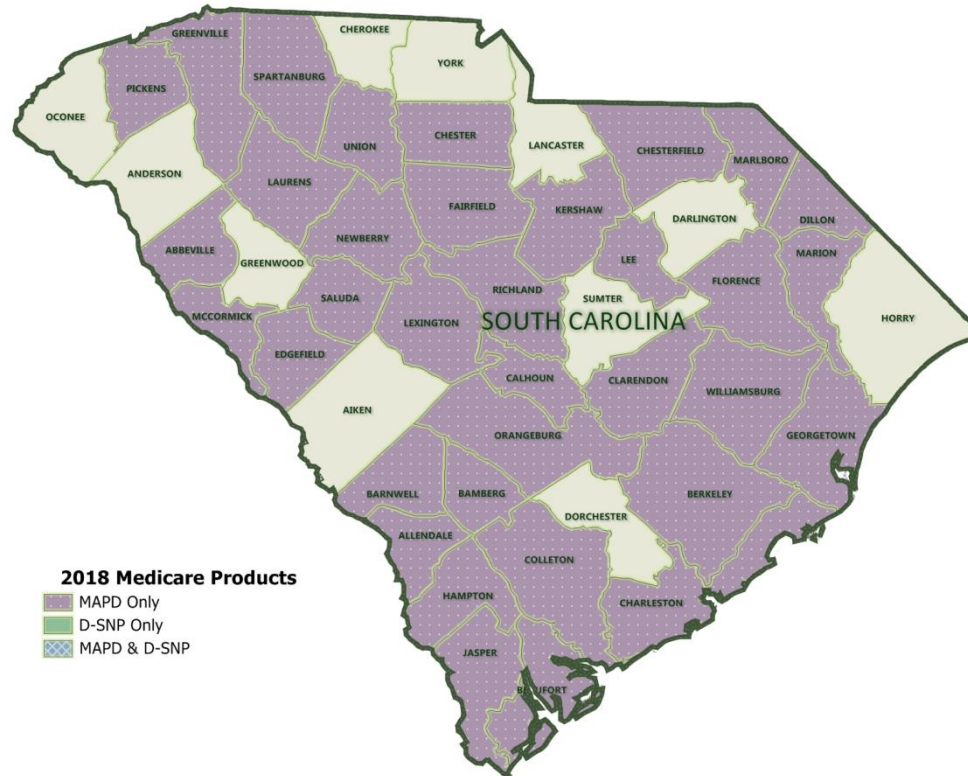 CHEROKEE
GREENVILLE
YORK
SPARTANBURG
PICKENS
OCONEE
CHESTER
UNION
LANCASTER
CHESTERFIELD
MARLBORO
ANDERSON
LAURENS
FAIRFIELD
KERSHAW
DARLINGTON
DILLON
ABBEVILLE
NEWBERRY
GREENWOOD
LEE
MARION
FLORENCE
RICHLAND
SALUDA
SUMTER
MCCORMICK
LEXINGTON
SOUTH CAROLINA
HORRY
EDGEFIELD
CALHOUN
CLARENDON
WILLIAMSBURG
AIKEN
ORANGEBURG
GEORGETOWN
BARNWELL
BAMBERG
BERKELEY
DORCHESTER
ALLENDALE
COLLETON
HAMPTON
CHARLESTON
JASPER
BEAUFORT
2018 Medicare Products
MAPD Only
D-SNP Only
MAPD & D-SNP